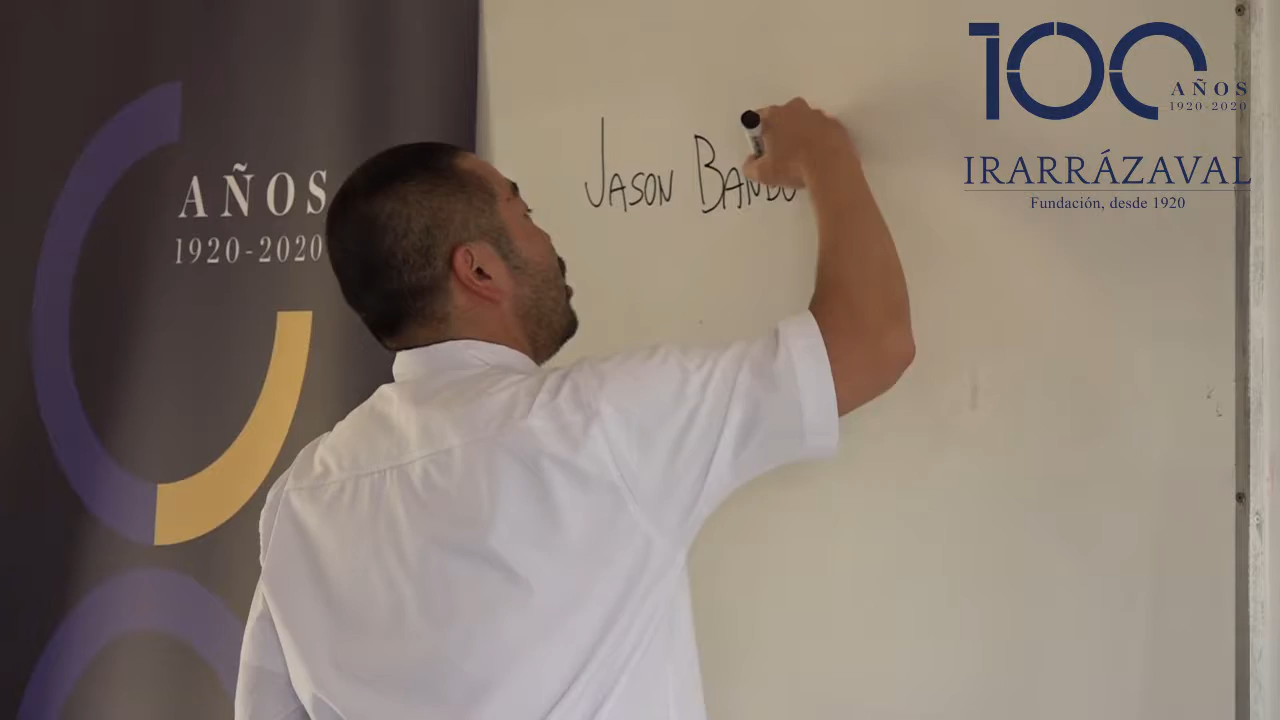 AÑOS
1920-2020
JASON
100
AÑOS
1920-2020
IRARRÁZAVAL
Fundación, desde 1920